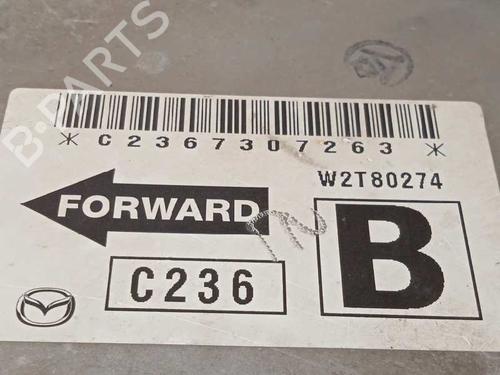 B-PARTS
* C2367307263 *
W2T80274
FORWARD
B
C236